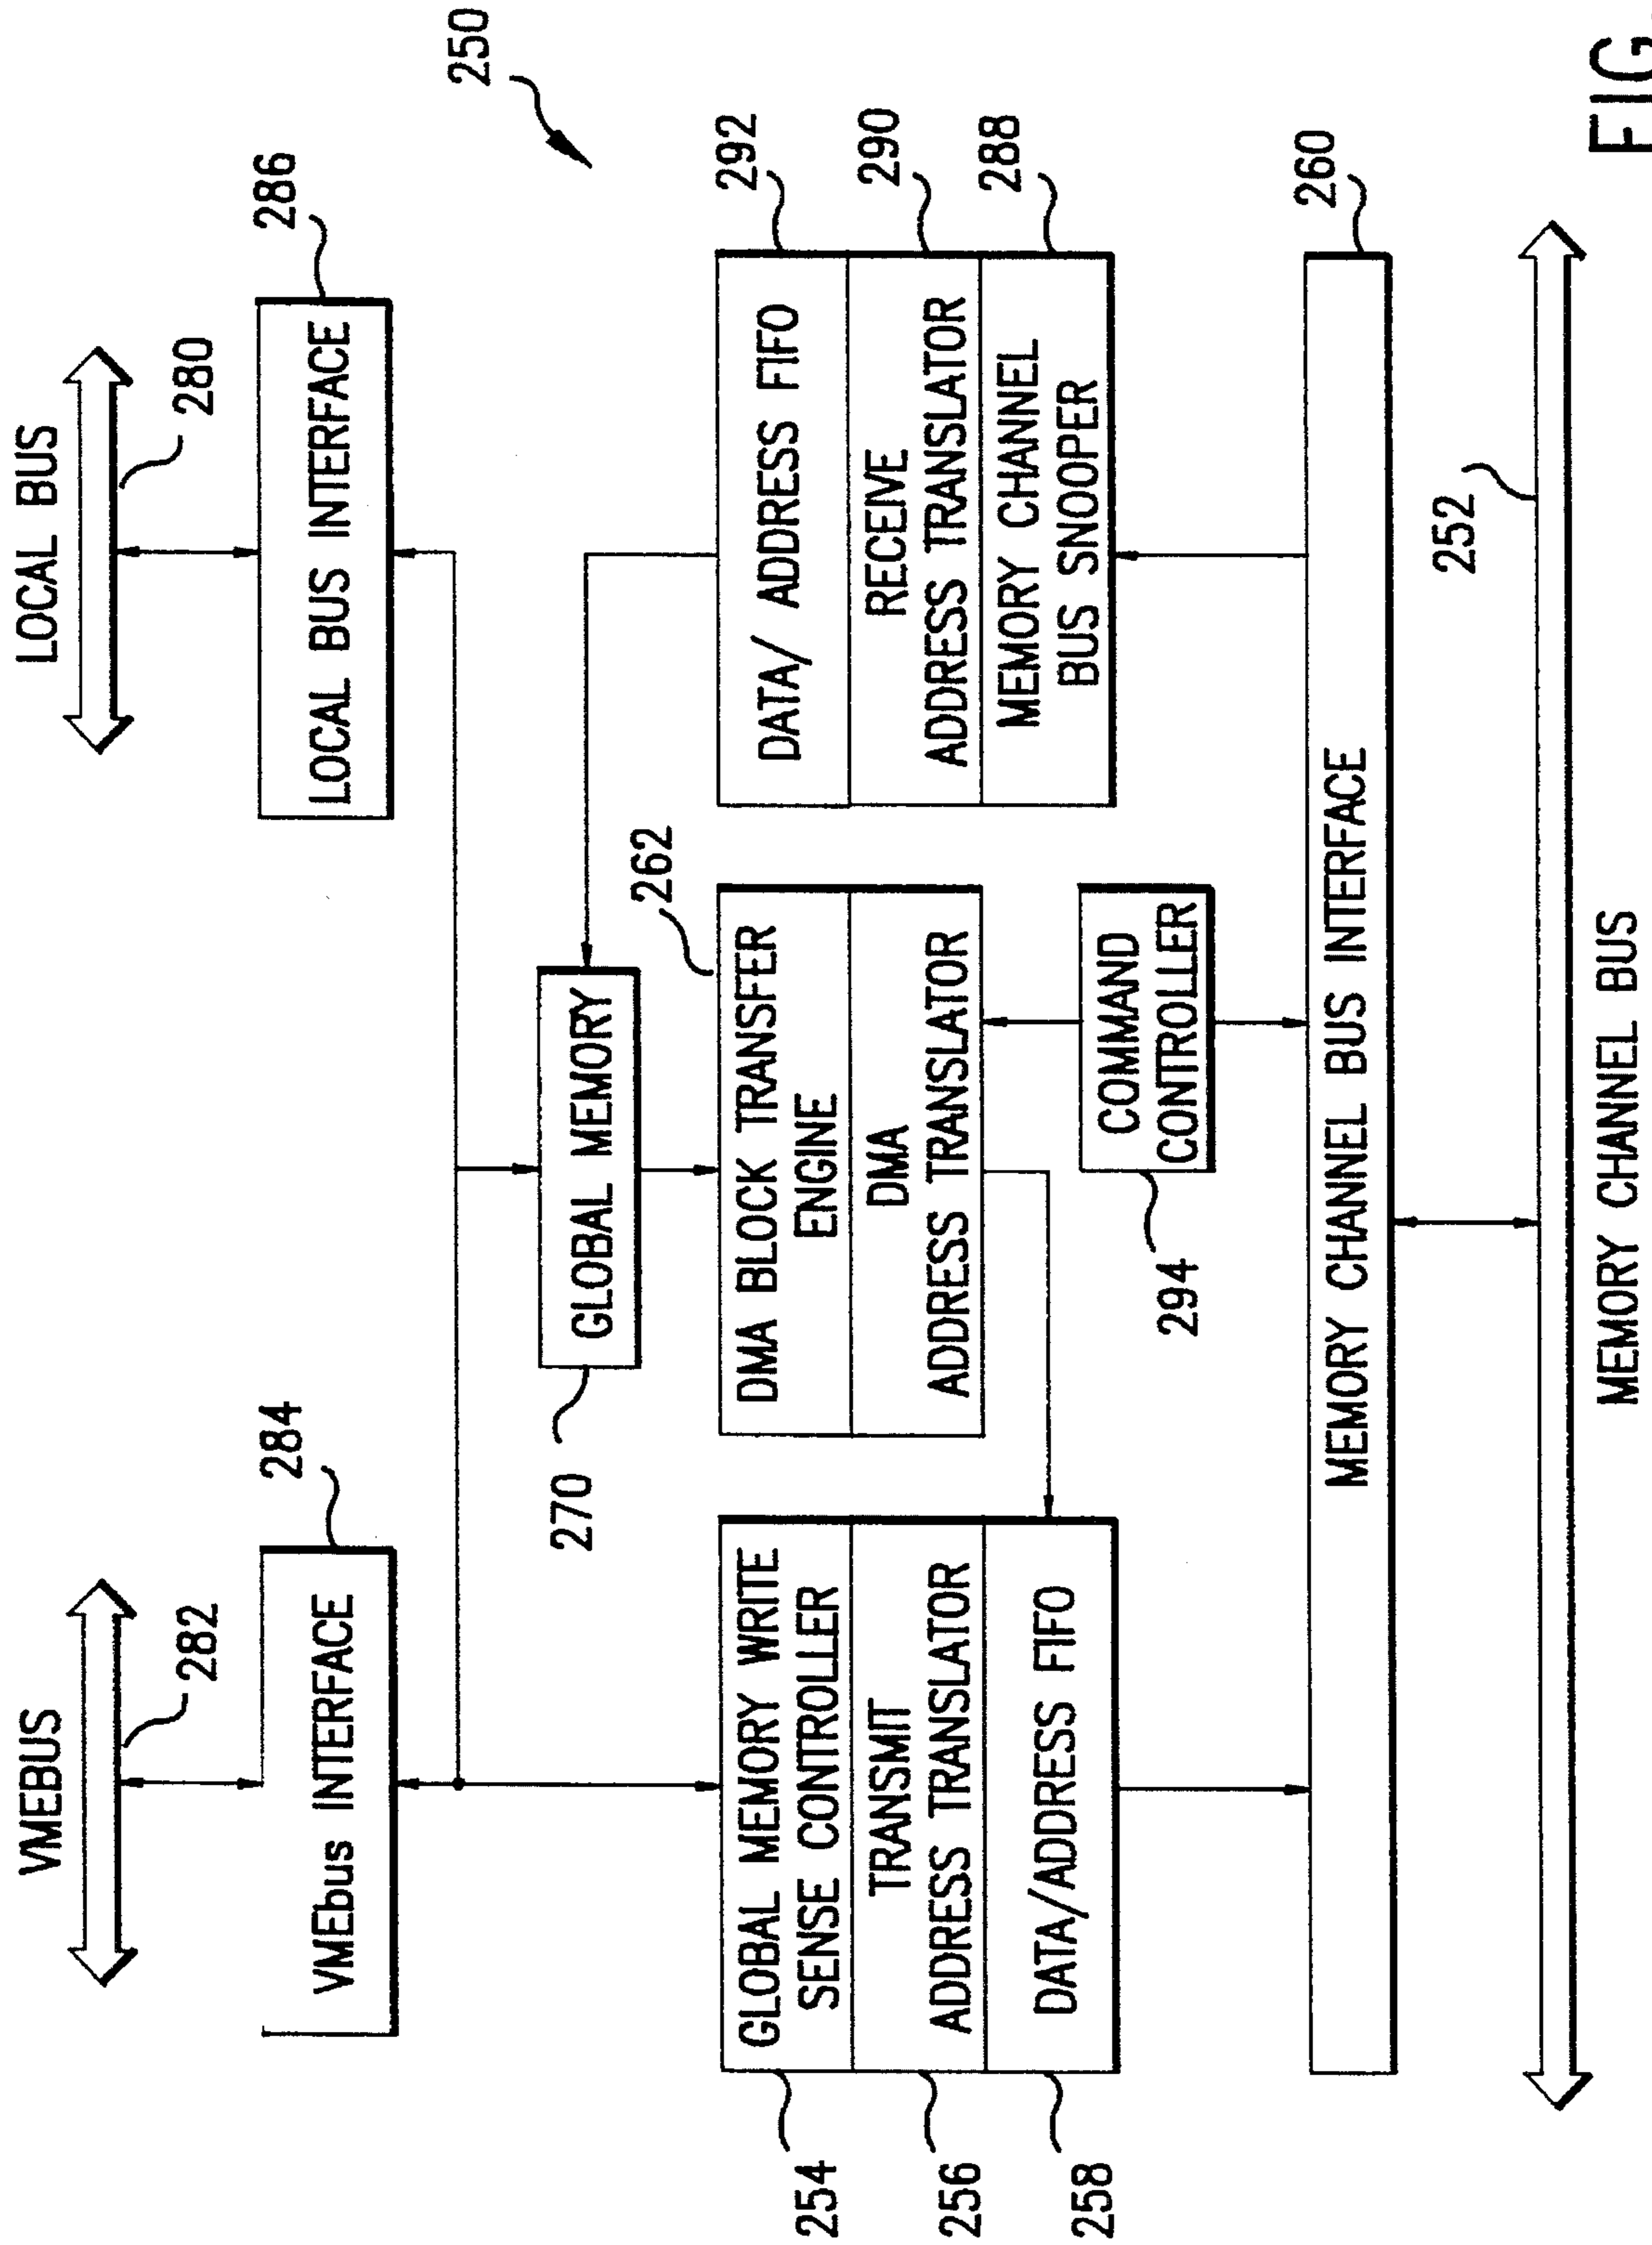 VMEBUS
LOCAL BUS
282
280
250
284
286
VMEbus INTERFACE
LOCAL BUS INTERFACE
270
GLOBAL MEMORY
262
292
290
288
GLOBAL MEMORY WRITE
SENSE CONTROLLER
TRANSMIT
ADDRESS TRANSLATOR
DATA/ADDRESS FIFO
254
256
258
DMA BLOCK TRANSFER
ENGINE
DMA
ADDRESS TRANSLATOR
DATA/ ADDRESS FIFO
RECEIVE
ADDRESS TRANSLATOR
MEMORY CHANNEL
BUS SNOOPER
294
COMMAND
CONTROLLER
260
MEMORY CHANNEL BUS INTERFACE
252
MEMORY CHANNEL BUS
FIG.